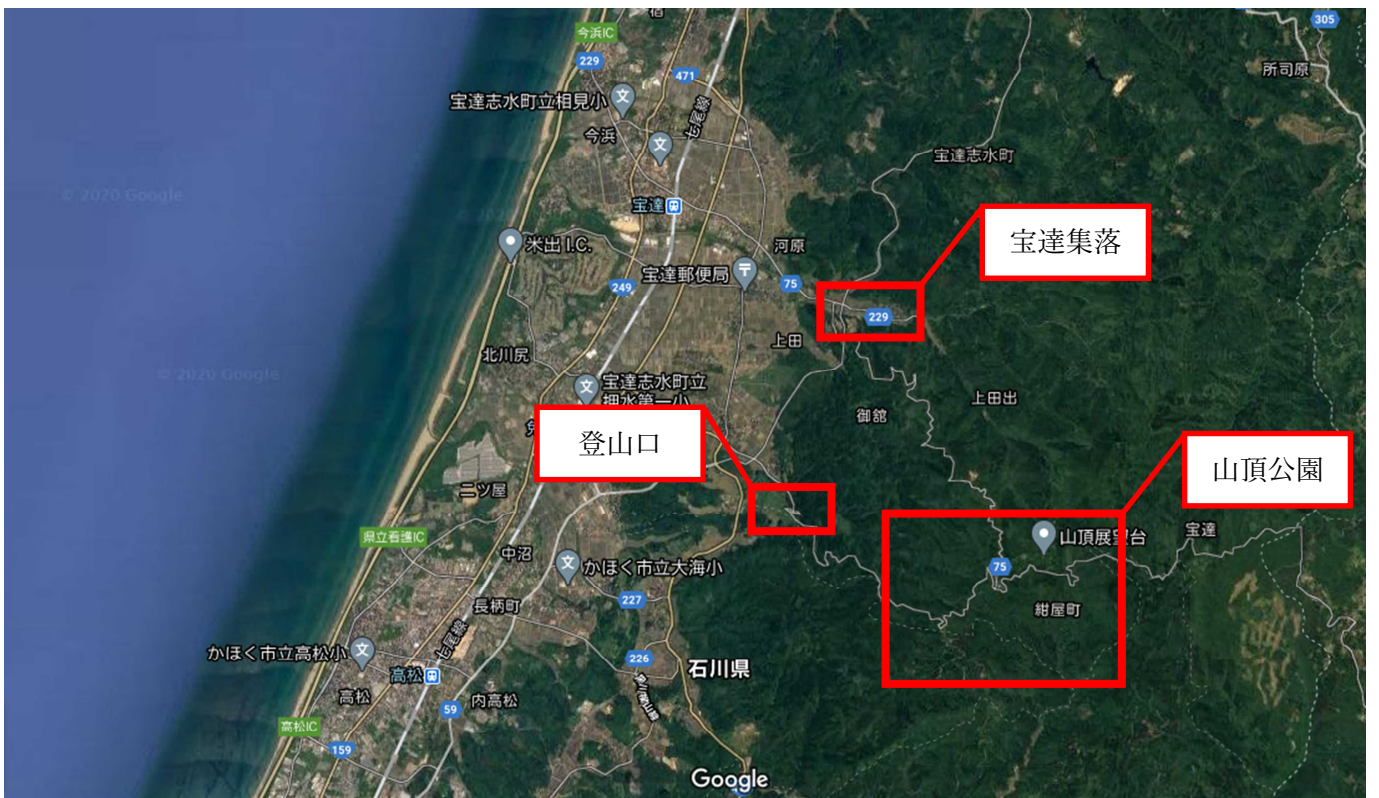 宿
今浜IC
305
229
471
所司原
宝達志水町立相見小
文
七尾線
今浜
文
宝達志水町
© 2020 Google
宝達
宝達集落
米出 I.C.
河原
宝達郵便局
75
249
229
上田
北川尻
© 2020 Google
文
宝達志水町立
押水第一小
上田出
御舘
登山口
山頂公園
二ツ屋
県立看護IC
山頂展望台
宝達
中沼
文
かほく市立大海小
75
長柄町
227
紺屋町
七尾線
かほく市立高松小
文
226
石川県
高松
高松
内高松
59
高松IC
159
Google